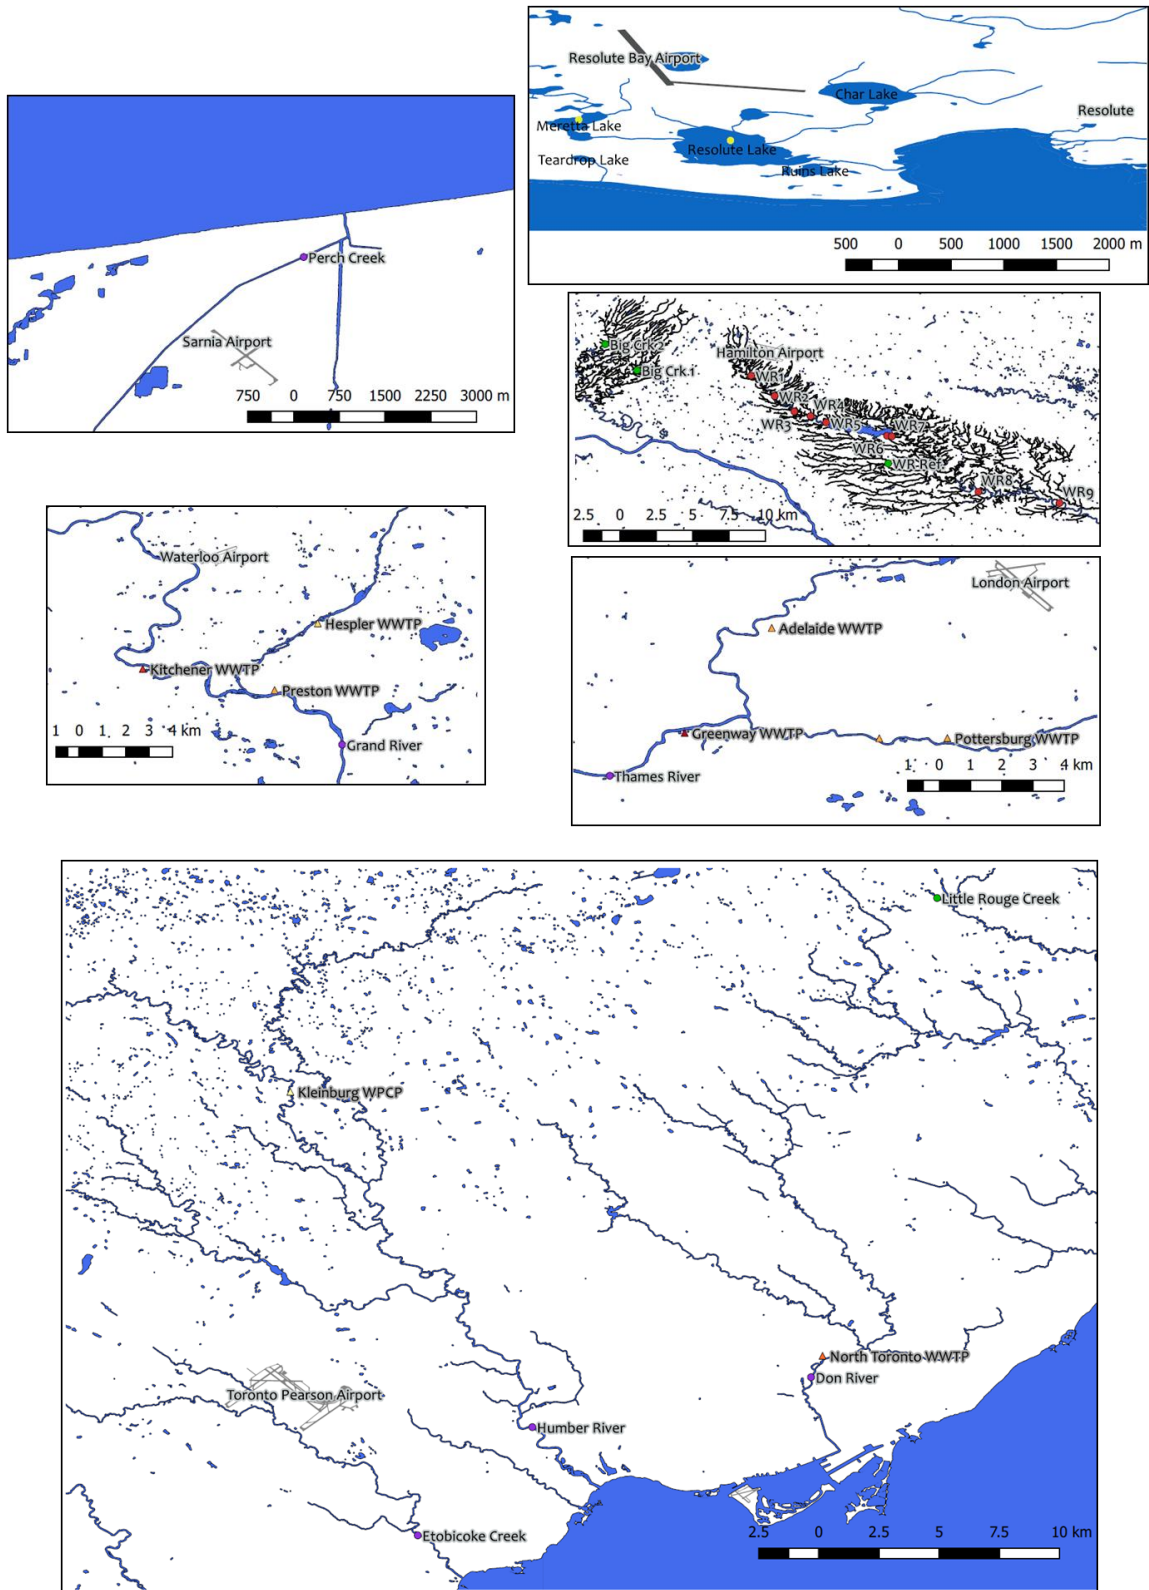 Resolute Bay Airport
Char Lake
Resolute
Meretta Lake
Resolute Lake
Teardrop Lake
Ruins Lake
500 0 500 1000 1500 2000 m
Perch Creek
Sarnia Airport
750 0 750 1500 2250 3000 m
Big Crk.2
Hamilton Airport
Big Crk.1
WR1
WR2
WR4
WR3
WR5
WR7
WR6
WR-Ref.
WR8
WR9
2.5 0 2.5 5 7.5 10 km
Waterloo Airport
Hespler WWTP
Kitchener WWTP
Preston WWTP
1 0 1 2 3 4 km
Grand River
London Airport
Adelaide WWTP
Greenway WWTP
Pottersburg WWTP
Thames River
1 0 1 2 3 4 km
Little Rouge Creek
Kleinburg WPCP
North Toronto WWTP
Don River
Toronto Pearson Airport
Humber River
Etobicoke Creek
2.5 0 2.5 5 7.5 10 km